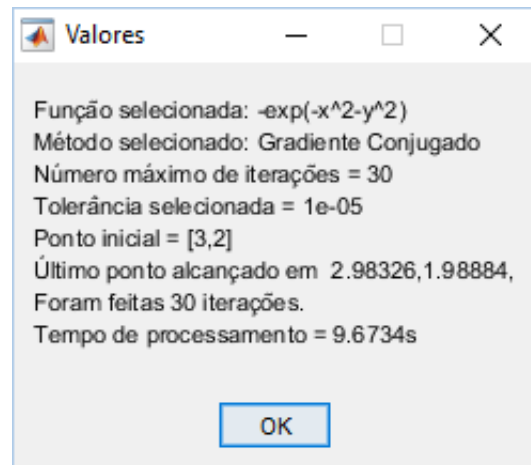 Valores
Função selecionada: -exp(-x^2-y^2)
Método selecionado: Gradiente Conjugado
Número máximo de iterações = 30
Tolerância selecionada = 1e-05
Ponto inicial = [3,2]
Último ponto alcançado em  2.98326,1.98884,
Foram feitas 30 iterações.
Tempo de processamento = 9.6734s
OK